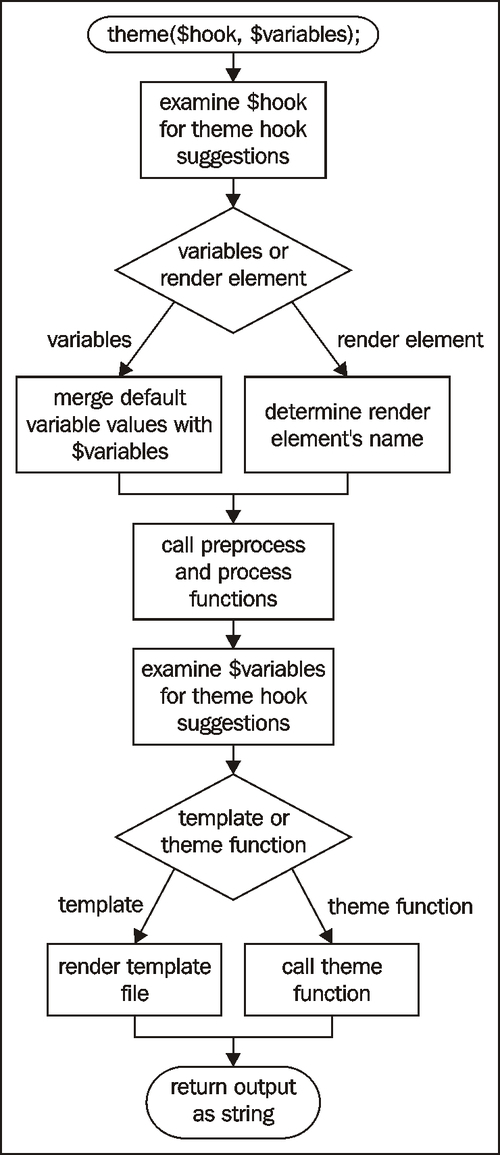 theme($hook, $variables);
examine $hook
for theme hook
suggestions
variables or
render element
variables
render element
merge default
variable values with
$variables
determine render
element's name
call preprocess
and process
functions
examine $variables
for theme hook
suggestions
template or
theme function
template
theme function
render template
file
call theme
function
return output
as string